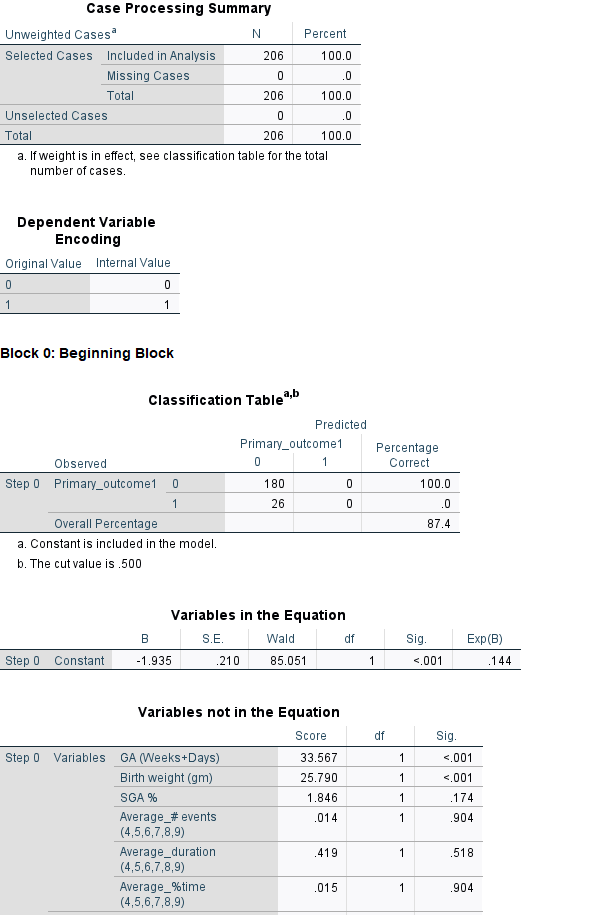 Case Processing Summary
Unweighted Casesa N Percent
Selected Cases Included in Analysis 206 100.0
Missing Cases 0 .0
Total 206 100.0
Unselected Cases 0 .0
Total 206 100.0
a. If weight is in effect, see classification table for the total
number of cases.
Dependent Variable
Encoding
Original Value Internal Value
0 0
1 1
Block 0: Beginning Block
Classification Tablea,b
Predicted
Primary_outcome1 Percentage
Observed 0 1 Correct
Step 0 Primary_outcome1 0 180 0 100.0
1 26 0 .0
Overall Percentage 87.4
a. Constant is included in the model.
b. The cut value is .500
Variables in the Equation
B S.E. Wald df Sig. Exp(B)
Step 0 Constant -1.935 .210 85.051 1 <.001 .144
Variables not in the Equation
Score df Sig.
Step 0 Variables GA (Weeks+Days) 33.567 1 <.001
Birth weight (gm) 25.790 1 <.001
SGA % 1.846 1 .174
Average_# events .014 1 .904
(4,5,6,7,8,9)
Average_duration .419 1 .518
(4,5,6,7,8,9)
Average_%time .015 1 .904
(4,5,6,7,8,9)